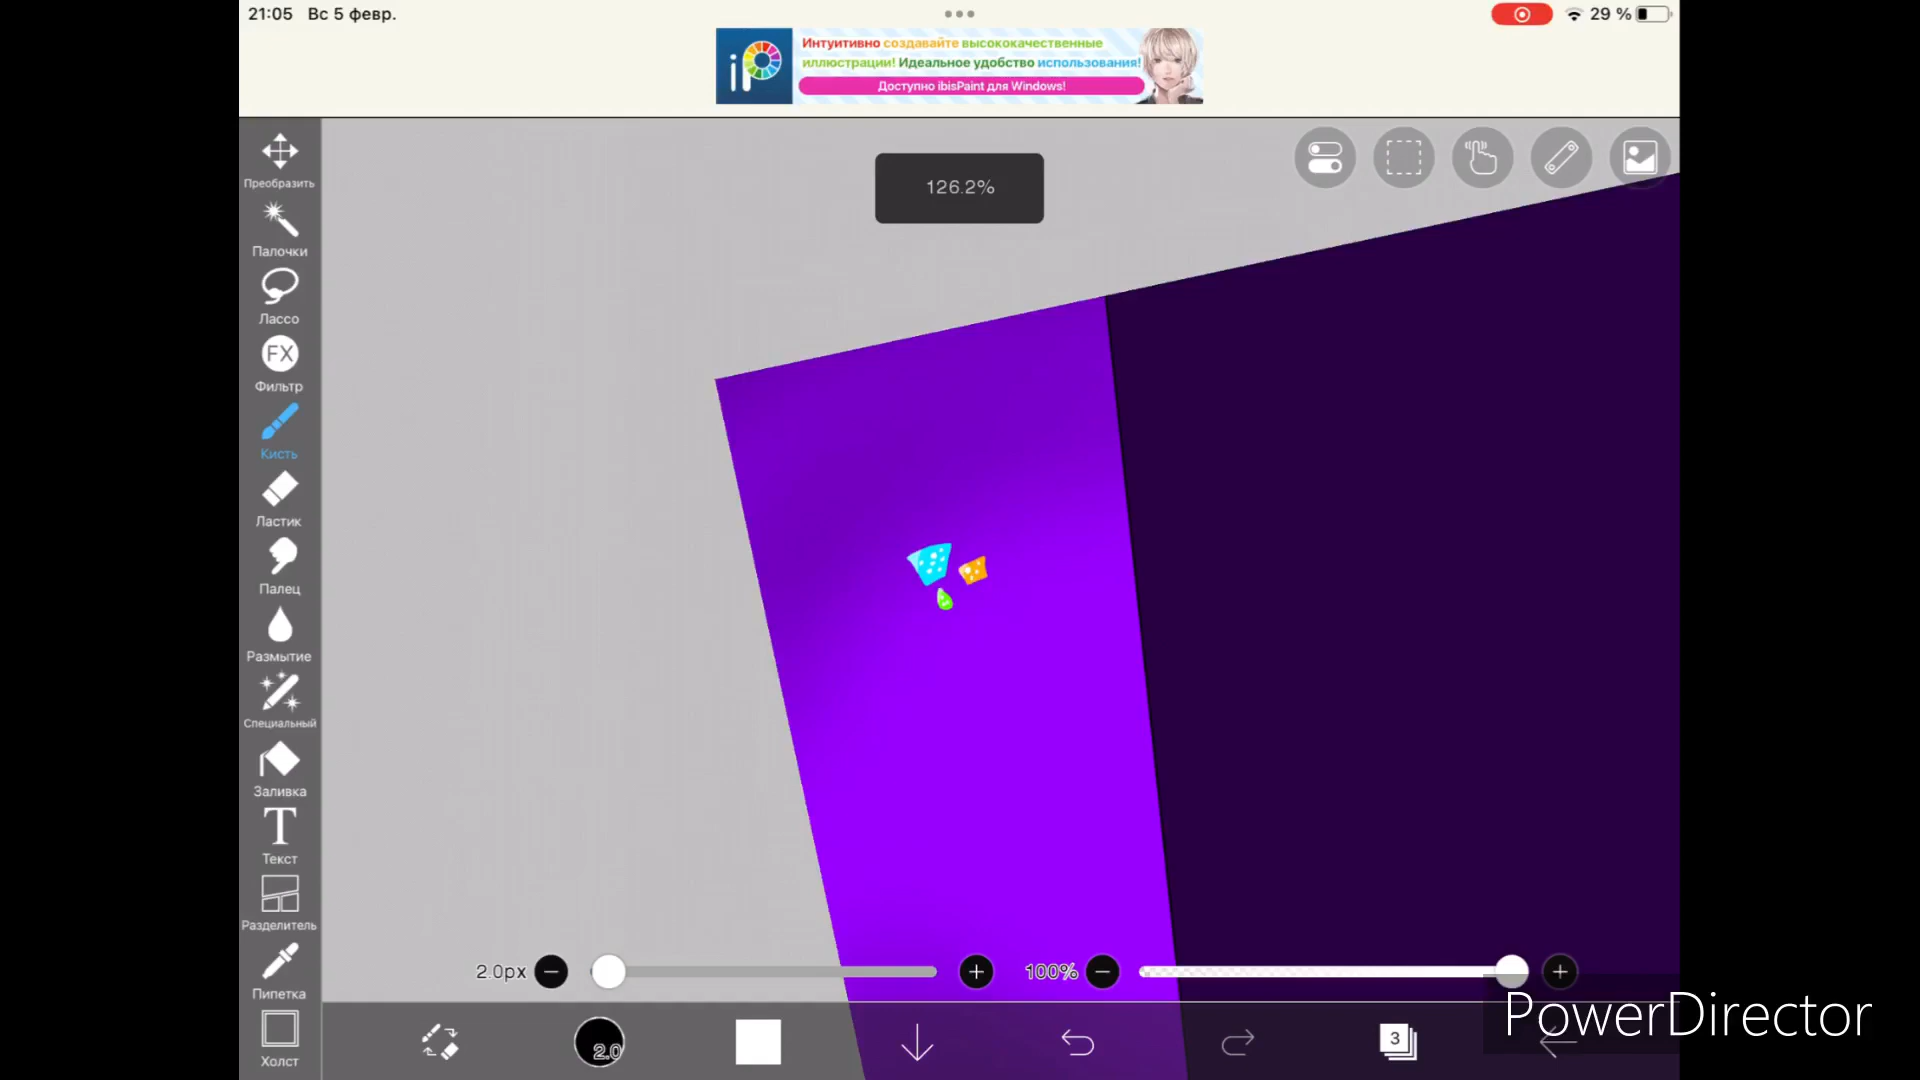 21:05 Вс 5 февр.
29 %
iP
Интуитивно создавайте высококачественные
иллюстрации! Идеальное удобство использования!
Доступно ibisPaint для Windows!
126.2%
Преобразить
Палочки
Лассо
FX
Фильтр
Кисть
Ластик
Палец
Размытие
Специальный
Заливка
T
Текст
Разделитель
Пипетка
Холст
2.0px
100%
2.0
3
PowerDirector